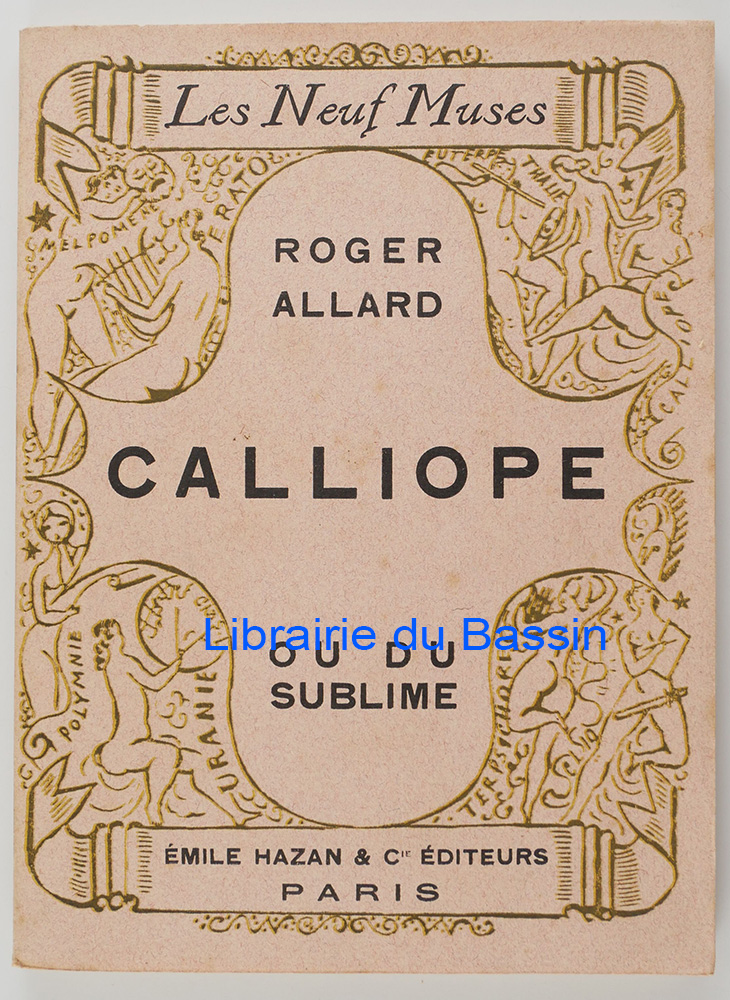 Les Neuf Muses
MELPOMENE
ERATO
EUTERPE
THALIE
CALLIOPE
ROGER
ALLARD
CALLIOPE
Librairie du Bassin
OU DU
SUBLIME
POLYMNIE
URANIE
TERPSICHORE
ÉMILE HAZAN & Cie ÉDITEURS
PARIS